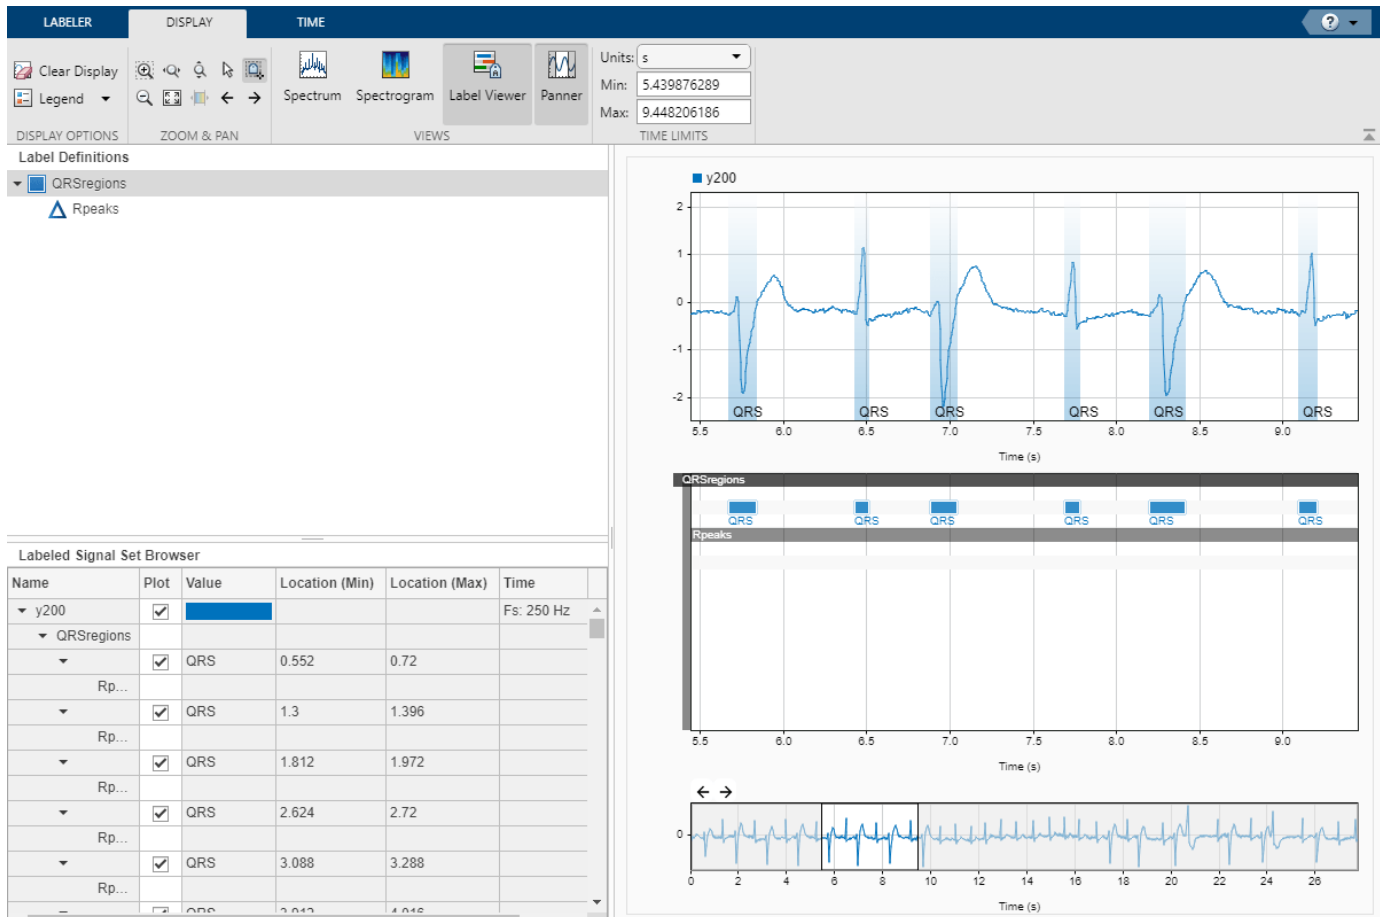 LABELER DISPLAY TIME ?
Clear Display
Legend
Spectrum Spectrogram Label Viewer Panner
Units: s
Min: 5.439876289
Max: 9.448206186
DISPLAY OPTIONS ZOOM & PAN VIEWS TIME LIMITS
Label Definitions
QRSregions
Rpeaks
y200
2
1
0
-1
-2
QRS QRS QRS QRS QRS QRS
5.5 6.0 6.5 7.0 7.5 8.0 8.5 9.0
Time (s)
QRSregions
QRS QRS QRS QRS QRS QRS
Rpeaks
5.5 6.0 6.5 7.0 7.5 8.0 8.5 9.0
Time (s)
0
0 2 4 6 8 10 12 14 16 18 20 22 24 26
Time (s)
Labeled Signal Set Browser
Name Plot Value Location (Min) Location (Max) Time
y200 Fs: 250 Hz
QRSregions
QRS 0.552 0.72
Rp...
QRS 1.3 1.396
Rp...
QRS 1.812 1.972
Rp...
QRS 2.624 2.72
Rp...
QRS 3.088 3.288
Rp...